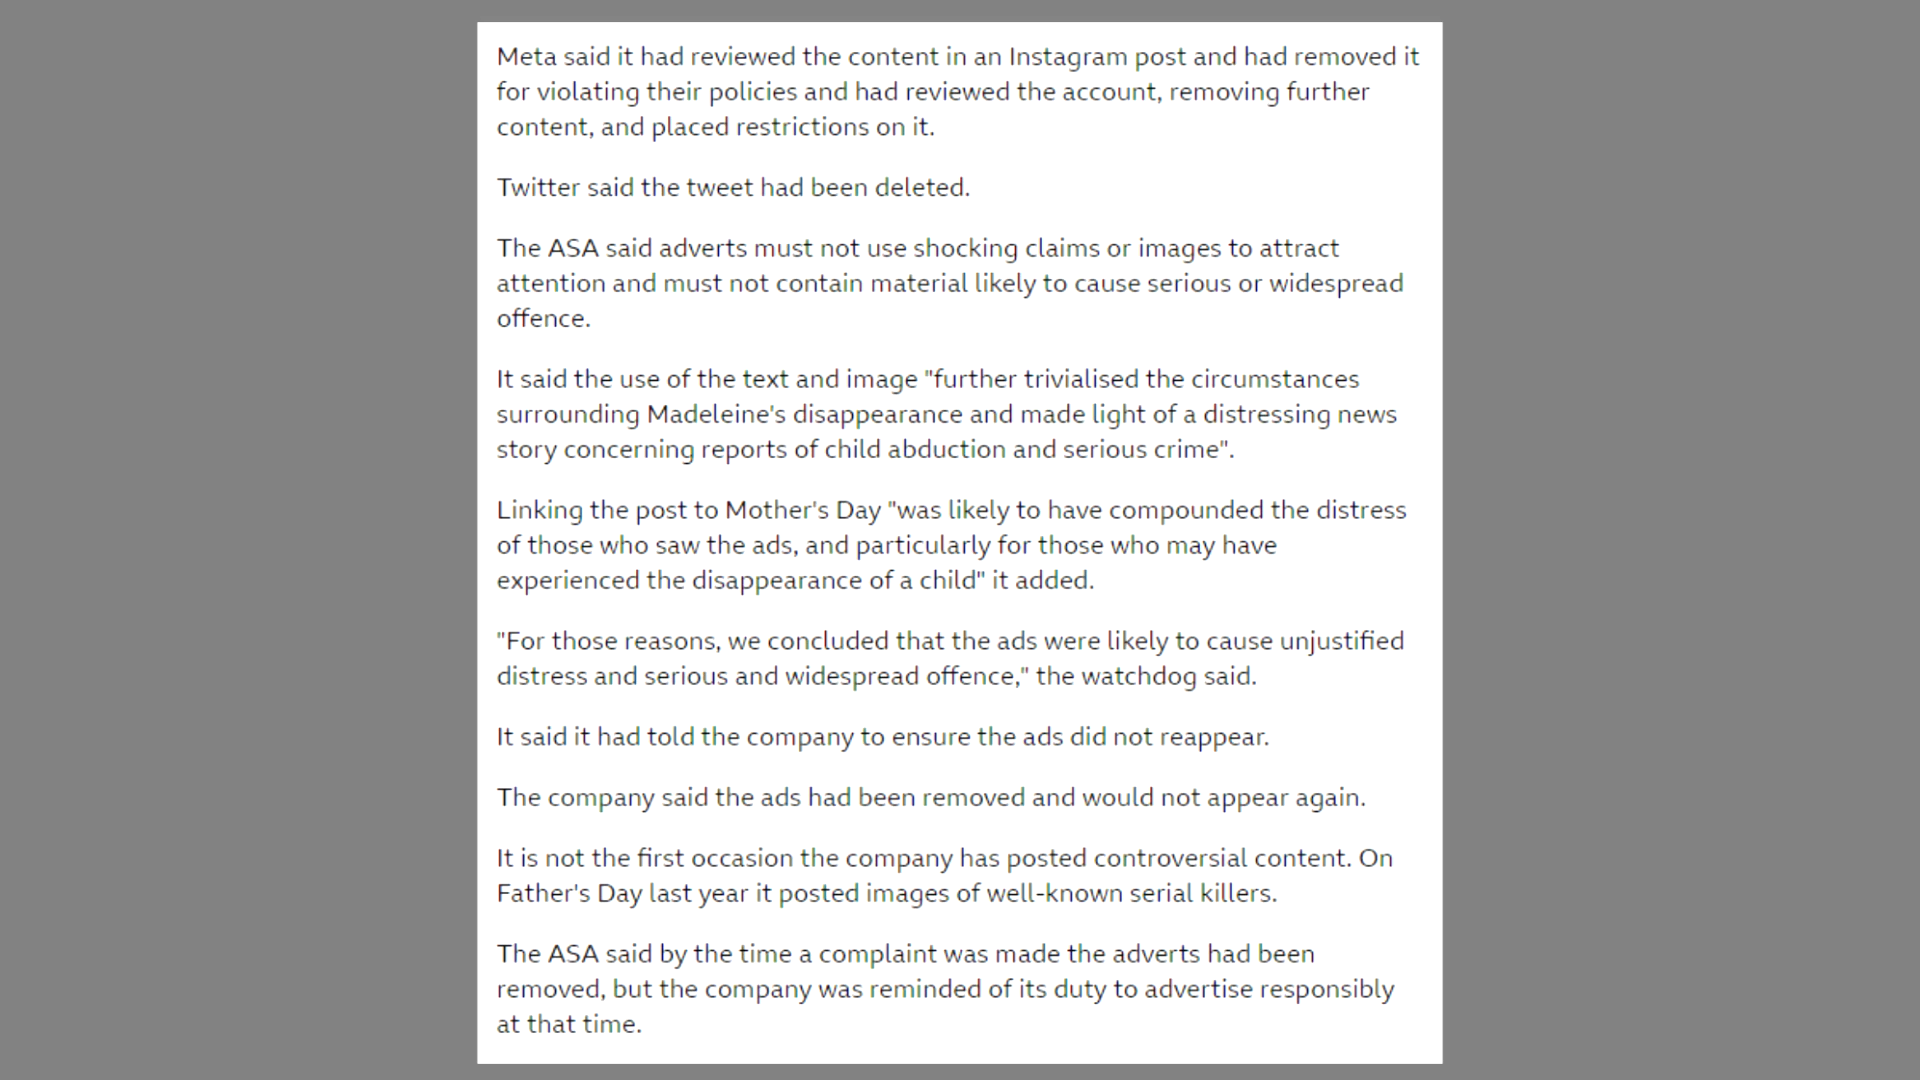 Meta said it had reviewed the content in an Instagram post and had removed it
for violating their policies and had reviewed the account, removing further
content, and placed restrictions on it.
Twitter said the tweet had been deleted.
The ASA said adverts must not use shocking claims or images to attract
attention and must not contain material likely to cause serious or widespread
offence.
It said the use of the text and image "further trivialised the circumstances
surrounding Madeleine's disappearance and made light of a distressing news
story concerning reports of child abduction and serious crime".
Linking the post to Mother's Day "was likely to have compounded the distress
of those who saw the ads, and particularly for those who may have
experienced the disappearance of a child" it added.
"For those reasons, we concluded that the ads were likely to cause unjustified
distress and serious and widespread offence," the watchdog said.
It said it had told the company to ensure the ads did not reappear.
The company said the ads had been removed and would not appear again.
It is not the first occasion the company has posted controversial content. On
Father's Day last year it posted images of well-known serial killers.
The ASA said by the time a complaint was made the adverts had been
removed, but the company was reminded of its duty to advertise responsibly
at that time.